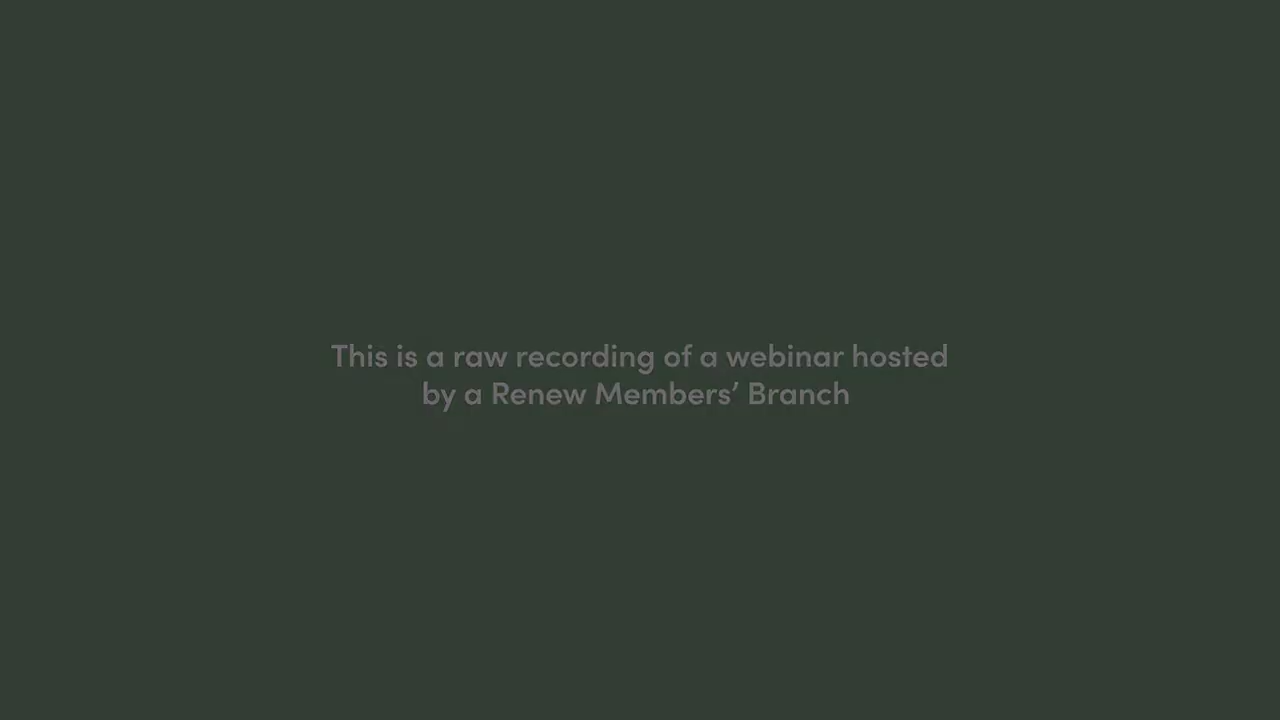 This is a raw recording of a webinar hosted
by a Renew Members’ Branch